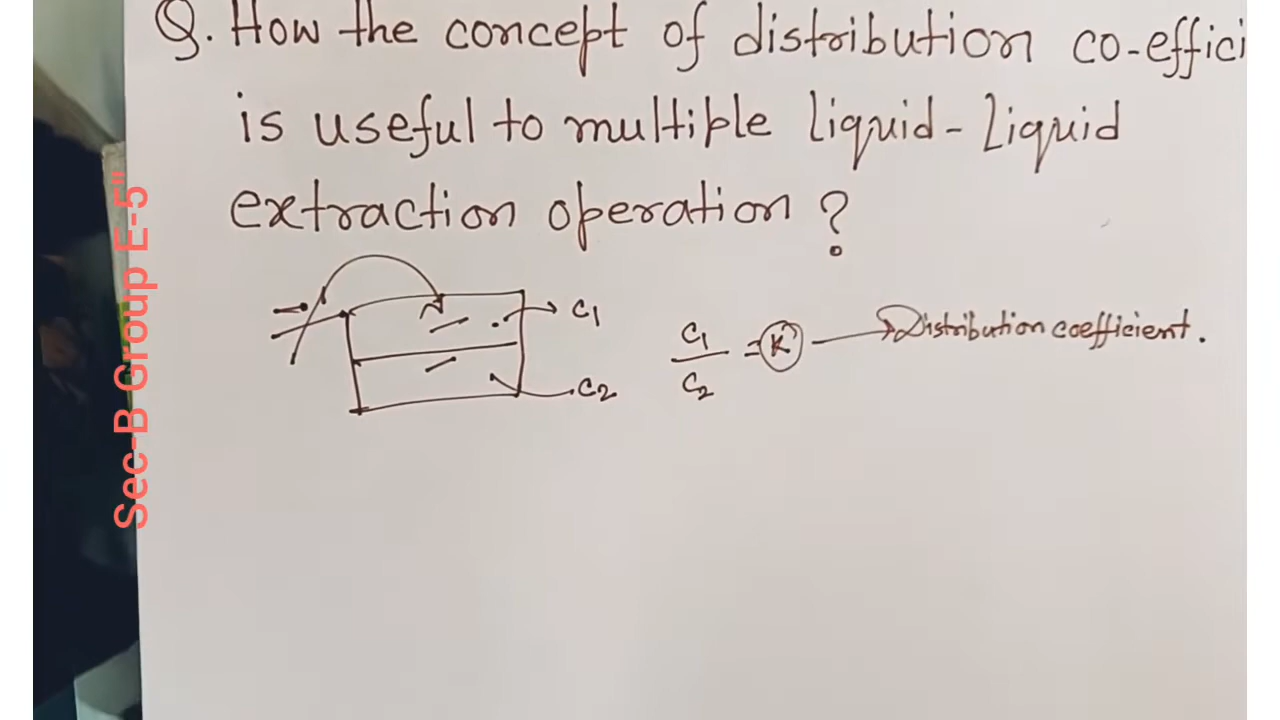 Q. How the concept of distribution co-effici
is useful to multiple liquid-liquid
extraction operation ?
C1
C2
C1/C2 = K → Distribution coefficient.
Sec-B Group E-5"